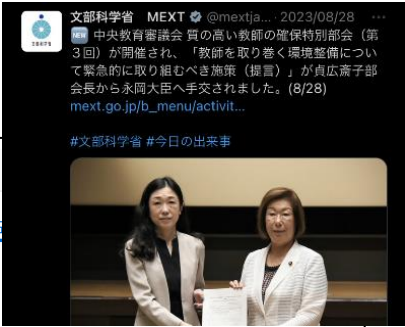 文部科学省 MEXT @mextja... · 2023/08/28 ...
NEW 中央教育審議会 質の高い教師の確保特別部会（第
３回）が開催され、「教師を取り巻く環境整備につい
て緊急的に取り組むべき施策（提言）」が貞広斎子部
会長から永岡大臣へ手交されました。(8/28)
mext.go.jp/b_menu/activit...
#文部科学省 #今日の出来事